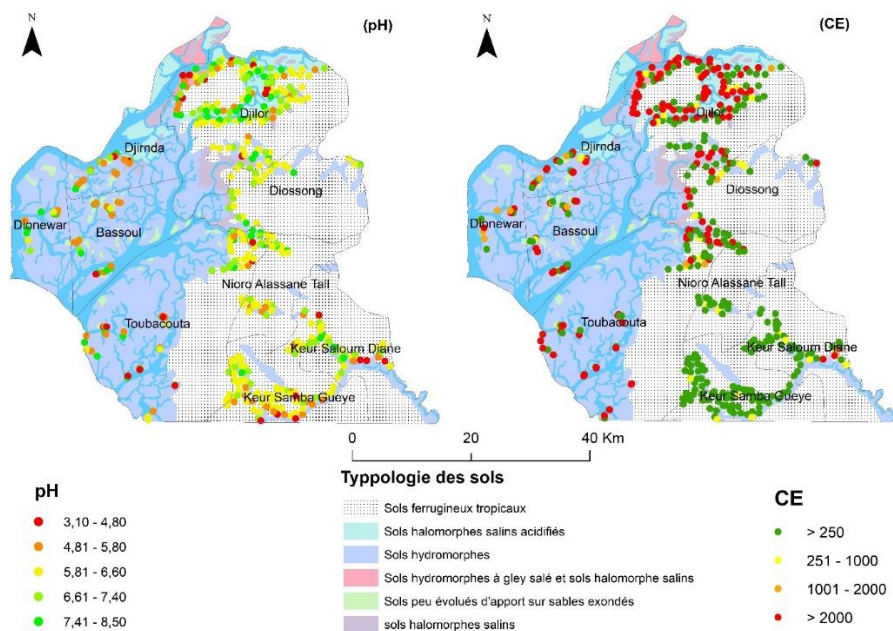 (pH)
N
Djilor
Djirnda
Diossong
Dionewar
Bassoul
Nioro Alassane Tall
Toubacouta
Keur Saloum Diane
Keur Samba Gueye
(CE)
N
Djilor
Djirnda
Diossong
Dionewar
Bassoul
Nioro Alassane Tall
Toubacouta
Keur Saloum Diane
Keur Samba Gueye
0 20 40 Km
Typpologie des sols
Sols ferrugineux tropicaux
Sols halomorphes salins acidifiés
Sols hydromorphes
Sols hydromorphes à gley salé et sols halomorphe salins
Sols peu évolués d'apport sur sables exondés
sols halomorphes salins
pH
3,10 - 4,80
4,81 - 5,80
5,81 - 6,60
6,61 - 7,40
7,41 - 8,50
CE
> 250
251 - 1000
1001 - 2000
> 2000